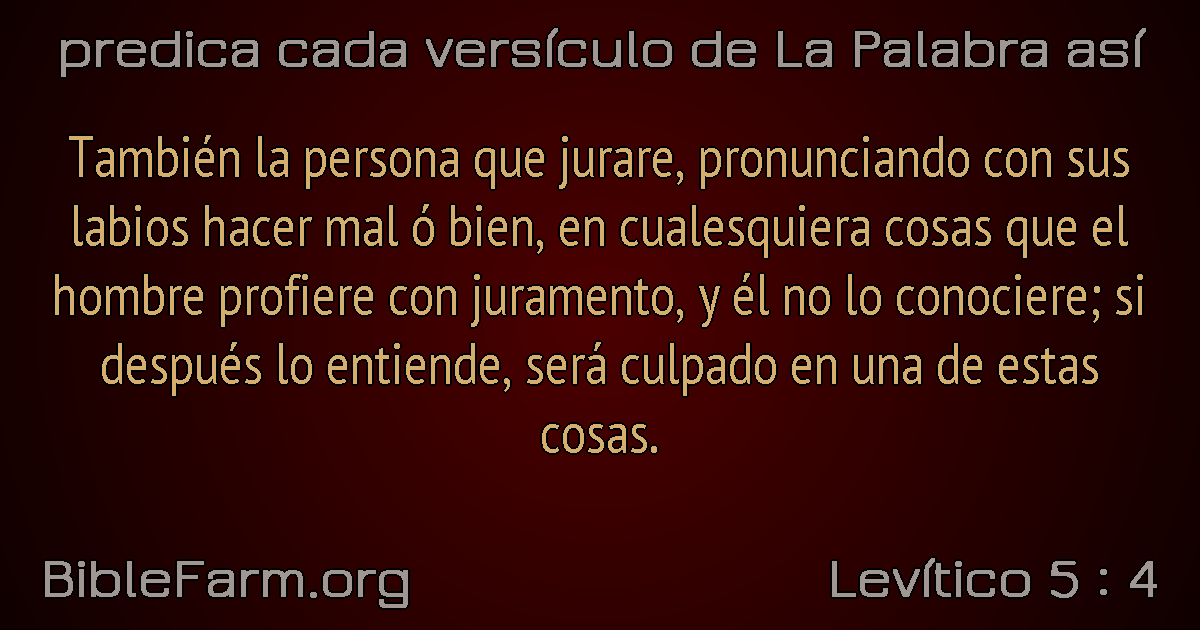 predica cada versículo de La Palabra así
También la persona que jurare, pronunciando con sus
labios hacer mal ó bien, en cualesquiera cosas que el
hombre profiere con juramento, y él no lo conociere; si
después lo entiende, será culpado en una de estas
cosas.
BibleFarm.org
Levítico 5 : 4